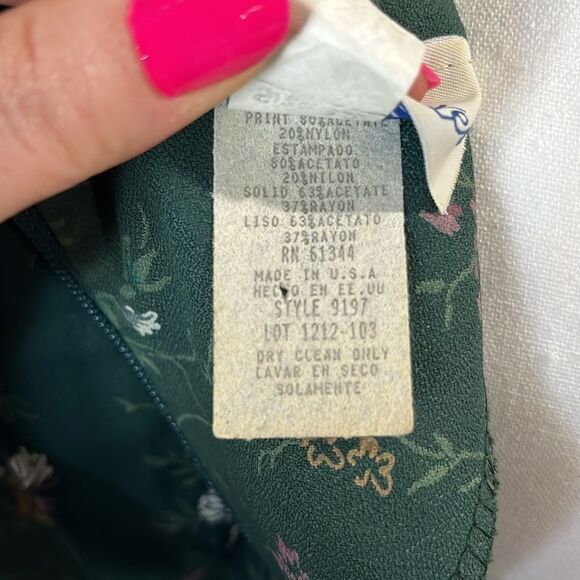 PRINT 80%ACETATE
20%NYLON
ESTAMPADO
80%ACETATO
20%NILON
SOLID 63%ACETATE
37%RAYON
LISO 63%ACETATO
37%RAYON
RN 61344
MADE IN U.S.A
HECHO EN EE.UU
STYLE 9197
LOT 1212-103
DRY CLEAN ONLY
LAVAR EN SECO
SOLAMENTE